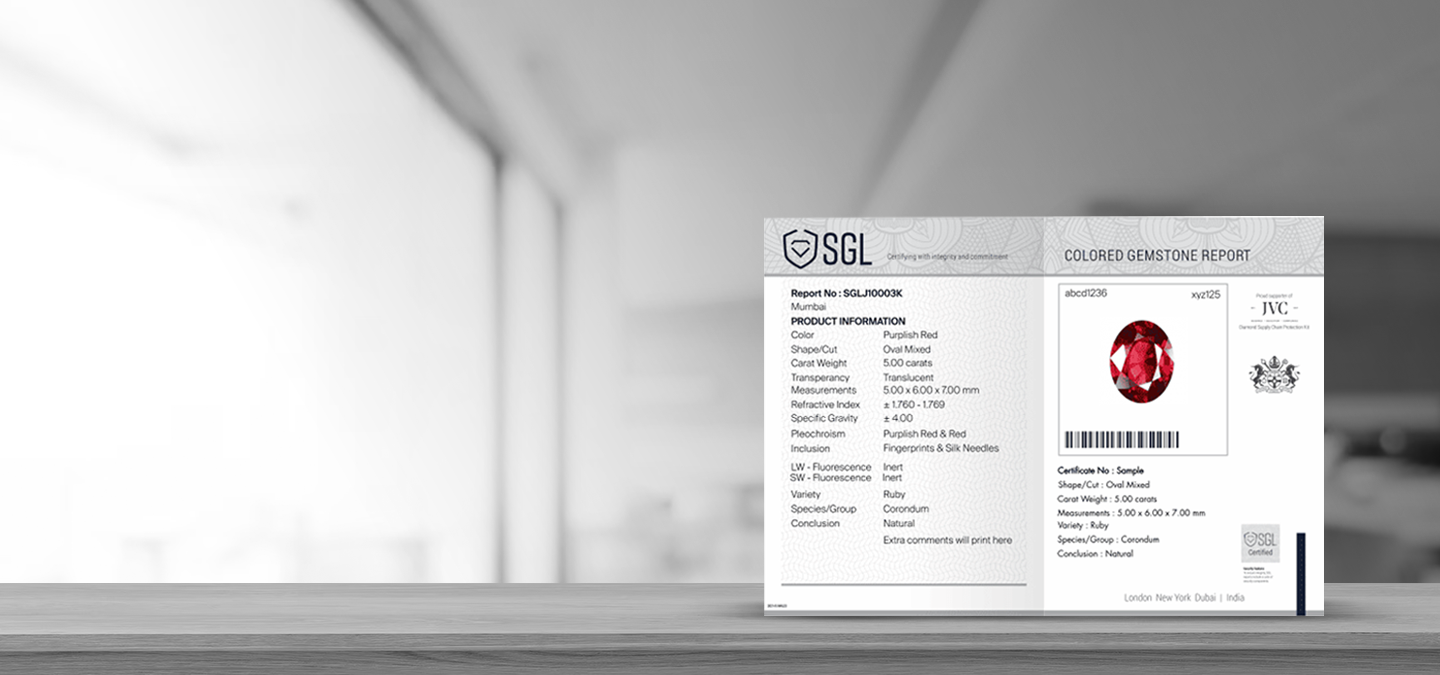 SGL Certifying with integrity and commitment
Report No : SGLJ10003K
Mumbai
PRODUCT INFORMATION
Color Purplish Red
Shape/Cut Oval Mixed
Carat Weight 5.00 carats
Transperancy Translucent
Measurements 5.00 x 6.00 x 7.00 mm
Refractive Index ± 1.760 - 1.769
Specific Gravity ± 4.00
Pleochroism Purplish Red & Red
Inclusion Fingerprints & Silk Needles
LW - Fluorescence Inert
SW - Fluorescence Inert
Variety Ruby
Species/Group Corondum
Conclusion Natural
Extra comments will print here
COLORED GEMSTONE REPORT
abcd1236 xyz125
Proud supporter of
JVC
Diamond Supply Chain Protection Kit
Certificate No : Sample
Shape/Cut : Oval Mixed
Carat Weight : 5.00 carats
Measurements : 5.00 x 6.00 x 7.00 mm
Variety : Ruby
Species/Group : Corondum
Conclusion : Natural
SGL
Certified
London New York Dubai | India